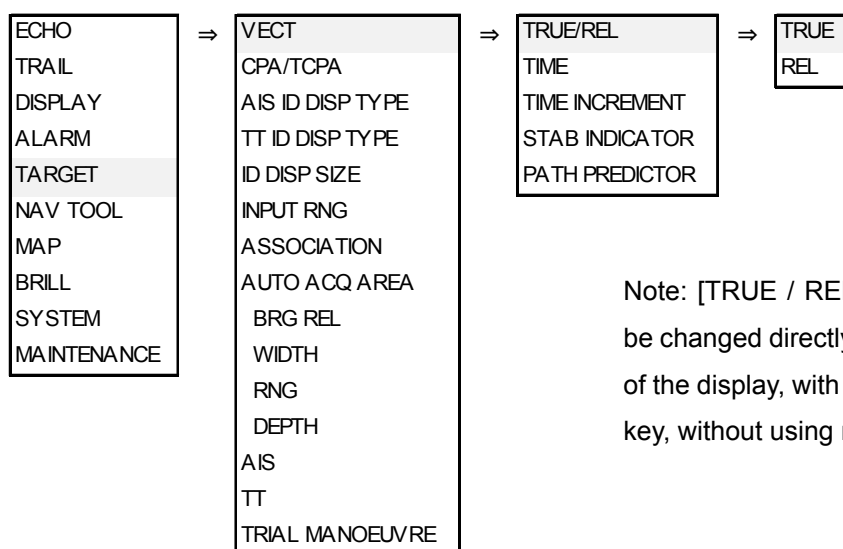 ECHO
TRAIL
DISPLAY
ALARM
TARGET
NAV TOOL
MAP
BRILL
SYSTEM
MAINTENANCE
⇒
VECT
CPA/TCPA
AIS ID DISP TYPE
TT ID DISP TYPE
ID DISP SIZE
INPUT RNG
ASSOCIATION
AUTO ACQ AREA
BRG REL
WIDTH
RNG
DEPTH
AIS
TT
TRIAL MANOEUVRE
⇒
TRUE/REL
TIME
TIME INCREMENT
STAB INDICATOR
PATH PREDICTOR
⇒
TRUE
REL
Note: [TRUE / RE
be changed directly
of the display, with
key, without using